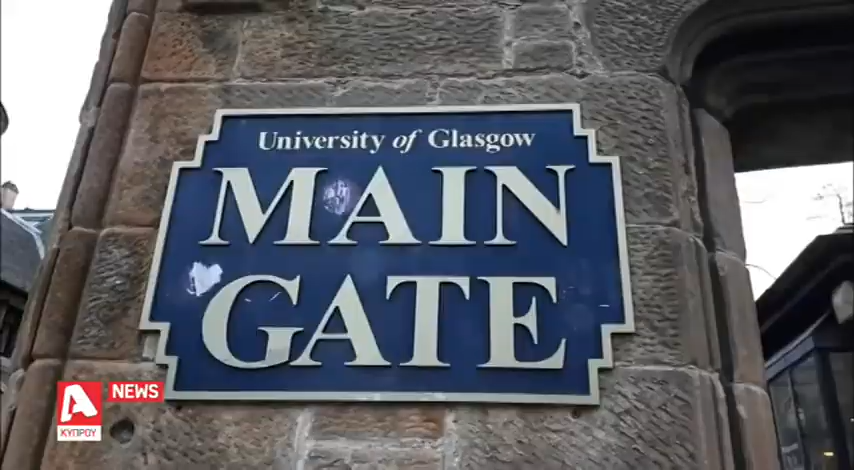 University of Glasgow
MAIN
GATE
NEWS
ΚΥΠΡΟΥ